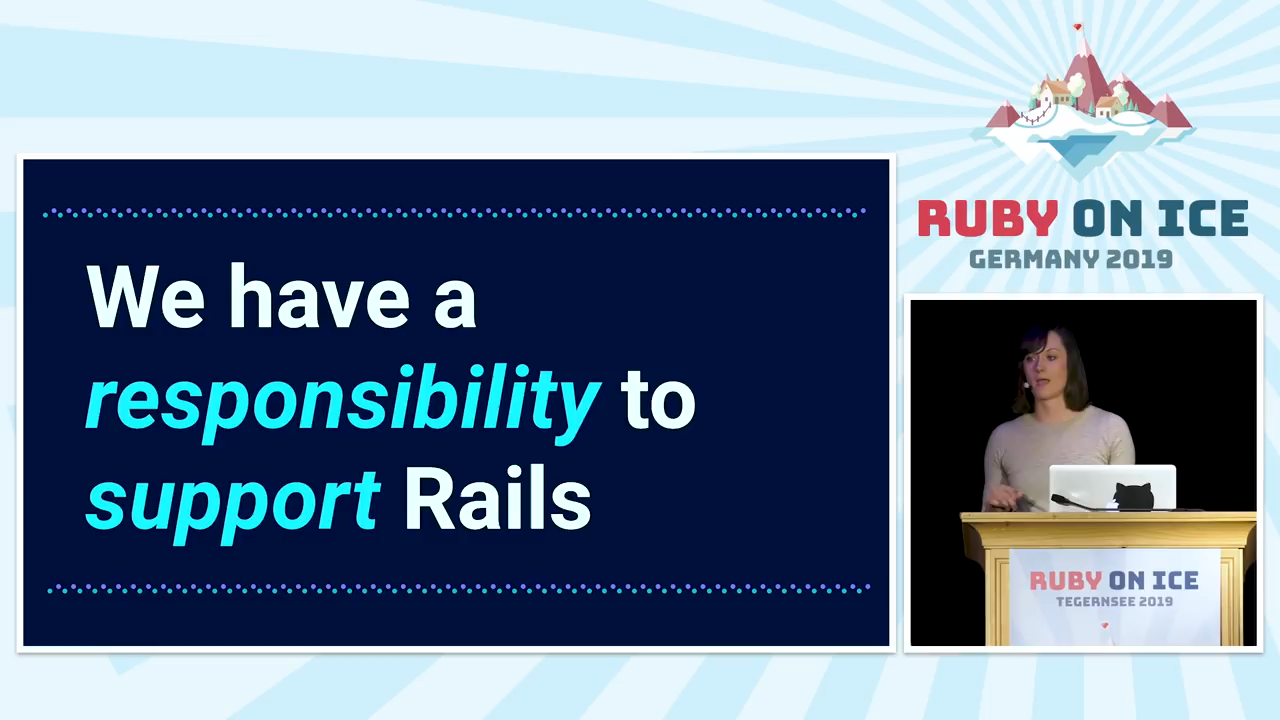 We have a
responsibility to
support Rails
RUBY ON ICE
GERMANY 2019
RUBY ON ICE
TEGERNSEE 2019